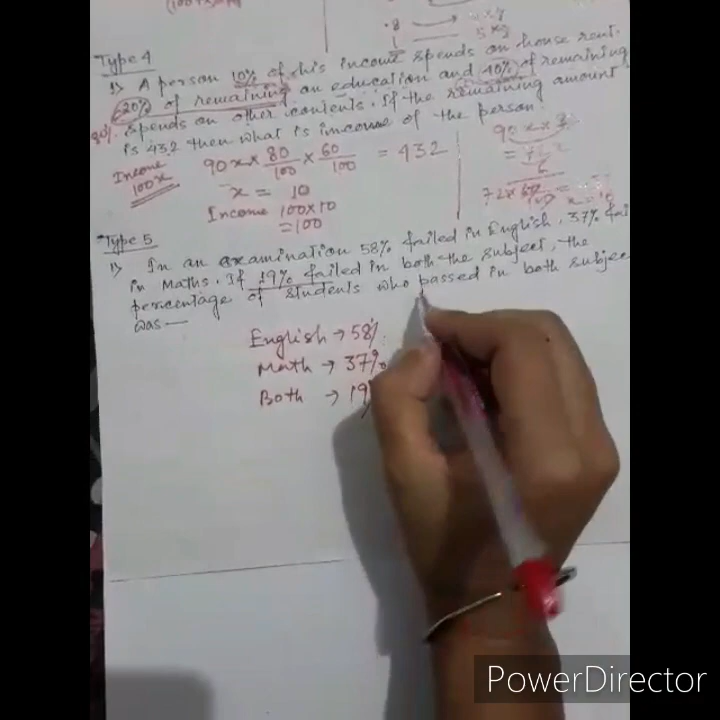 Type 4
1) A person 10% of his income spends on house rent.
20% of remaining on education and 40% of remaining
80% spends on other contents. If the remaining amount
is 432 then what is income of the person.
Income
100x
90x × 80/100 × 60/100 = 432
x = 10
Income 100×10
=100
90x ×
72 ×
Type 5
1) In an examination 58% failed in English, 37% fai
in Maths. If 19% failed in both the subject, the
percentage of students who passed in both subjec
was —
English → 58%
Math → 37%
Both → 19
PowerDirector